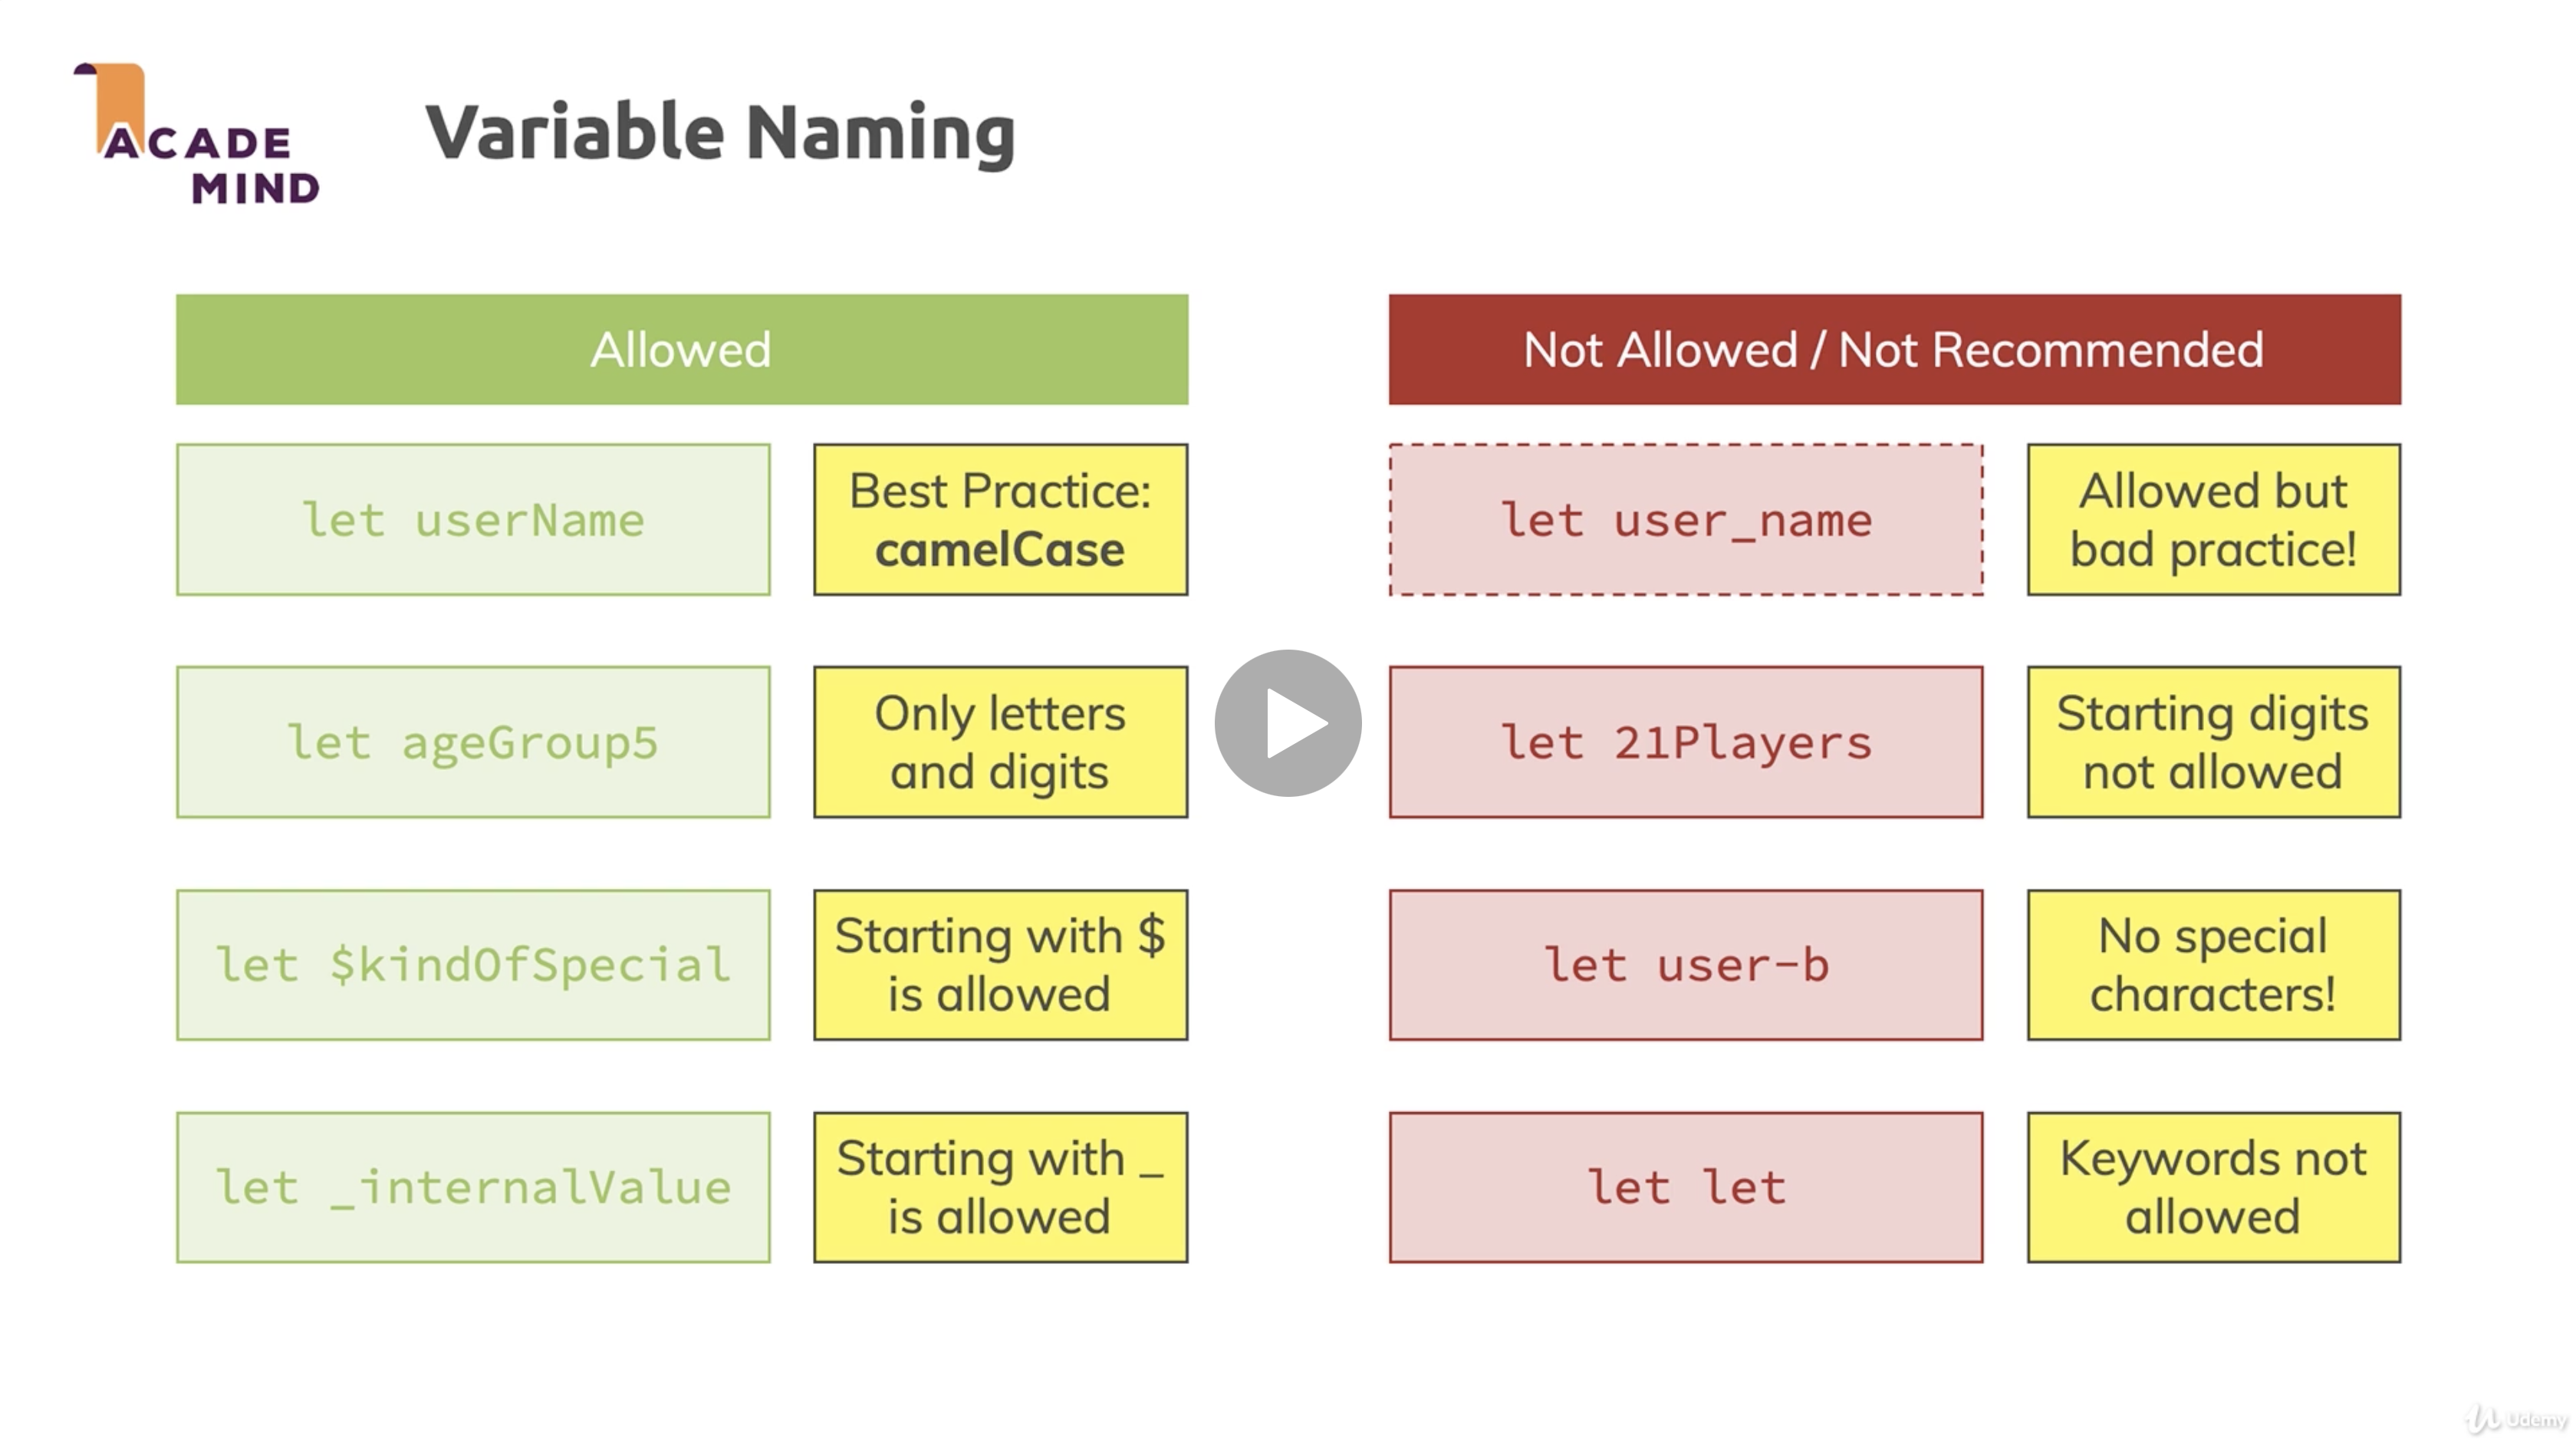 ACADE
MIND
Variable Naming
Allowed
let userName
Best Practice:
camelCase
let ageGroup5
Only letters
and digits
let $kindOfSpecial
Starting with $
is allowed
let _internalValue
Starting with _
is allowed
Not Allowed / Not Recommended
let user_name
Allowed but
bad practice!
let 21Players
Starting digits
not allowed
let user-b
No special
characters!
let let
Keywords not
allowed
Udemy